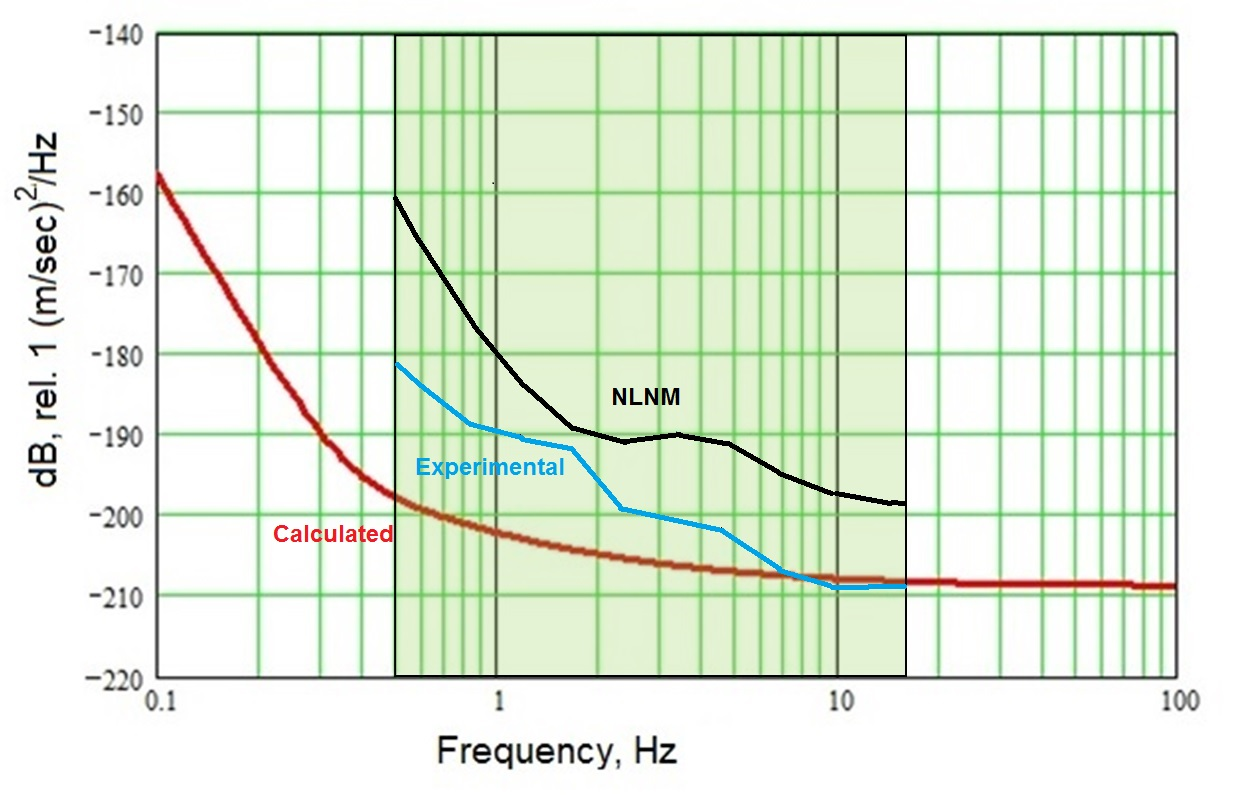 dB, rel. 1 (m/sec)²/Hz
−140
−150
−160
−170
−180
−190
−200
−210
−220
NLNM
Experimental
Calculated
0.1
1
10
100
Frequency, Hz